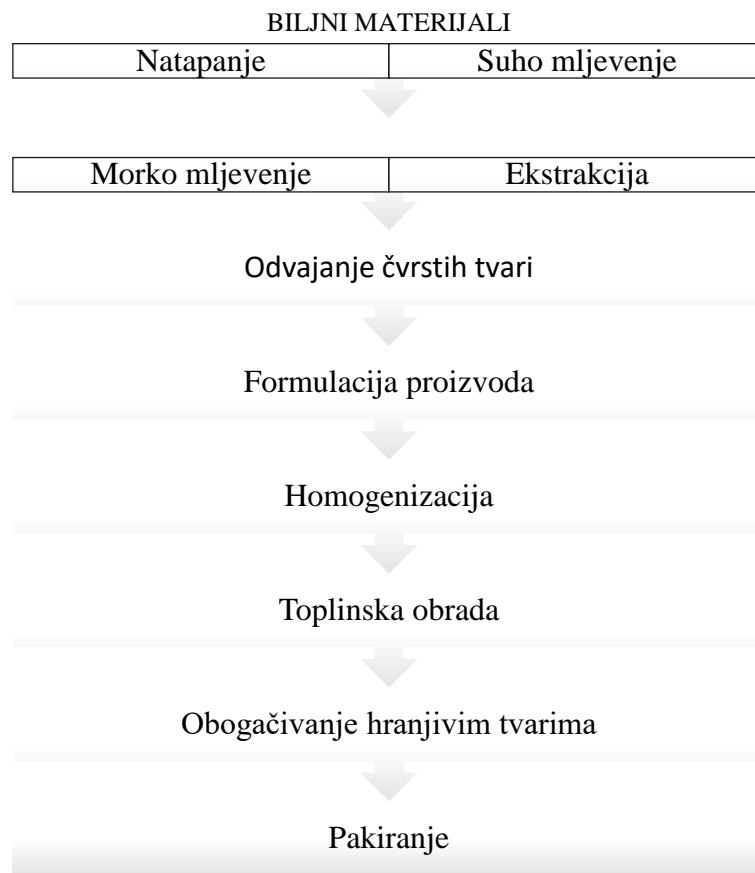 BILJNI MATERIJALI
Natapanje Suho mljevenje
Morko mljevenje Ekstrakcija
Odvajanje čvrstih tvari
Formulacija proizvoda
Homogenizacija
Toplinska obrada
Obogačivanje hranjivim tvarima
Pakiranje